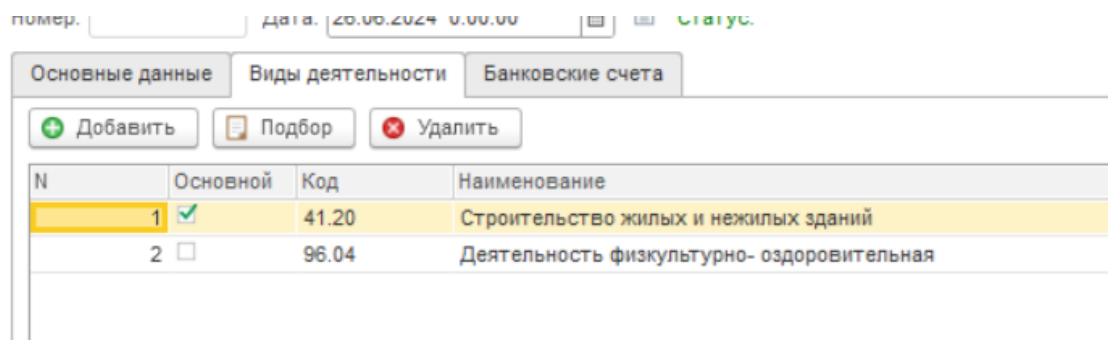 Номер: Дата: 26.06.2024 0:00:00 Статус:
Основные данные Виды деятельности Банковские счета
Добавить Подбор Удалить
N Основной Код Наименование
1 41.20 Строительство жилых и нежилых зданий
2 96.04 Деятельность физкультурно- оздоровительная